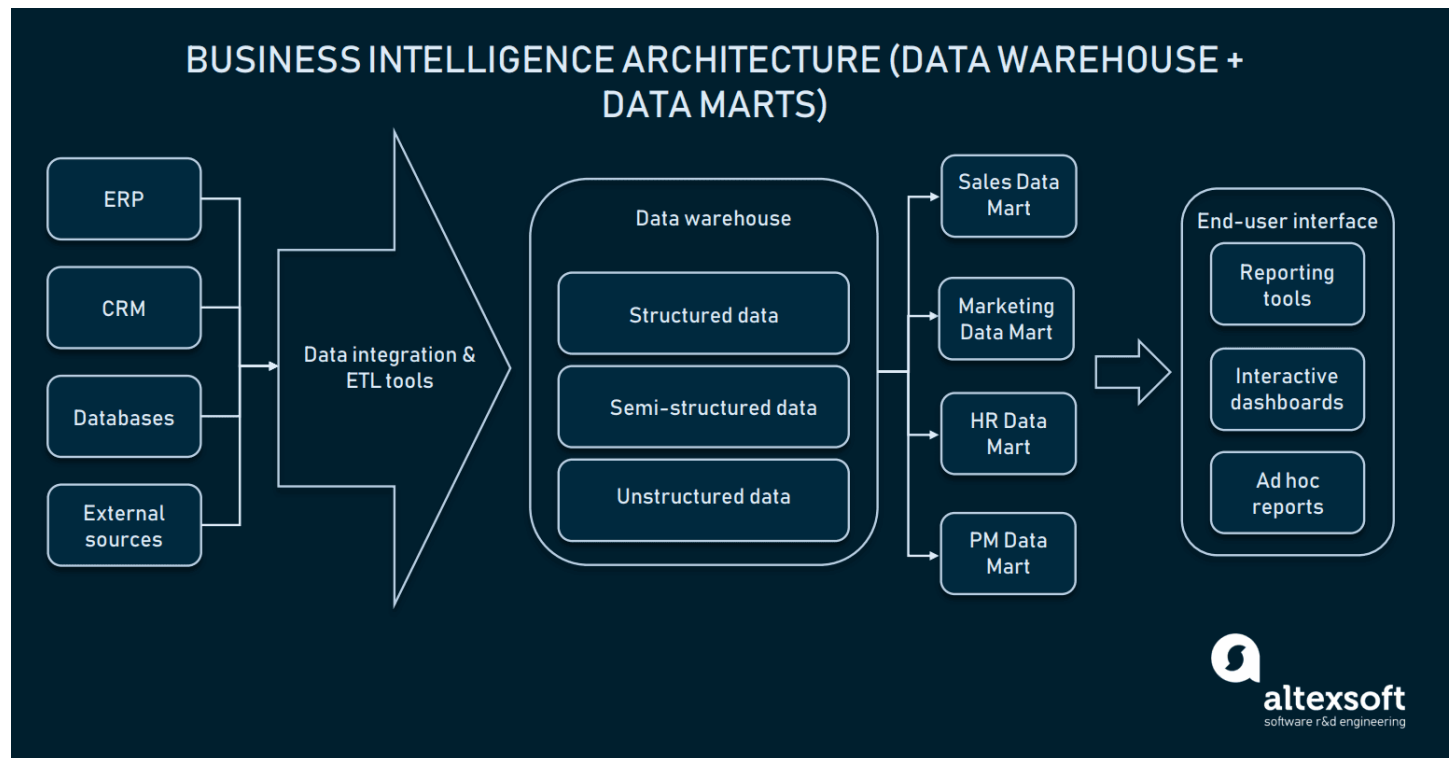 BUSINESS INTELLIGENCE ARCHITECTURE (DATA WAREHOUSE +
DATA MARTS)
ERP
CRM
Databases
External
sources
Data integration &
ETL tools
Data warehouse
Structured data
Semi-structured data
Unstructured data
Sales Data
Mart
Marketing
Data Mart
HR Data
Mart
PM Data
Mart
End-user interface
Reporting
tools
Interactive
dashboards
Ad hoc
reports
altexsoft
software r&d engineering